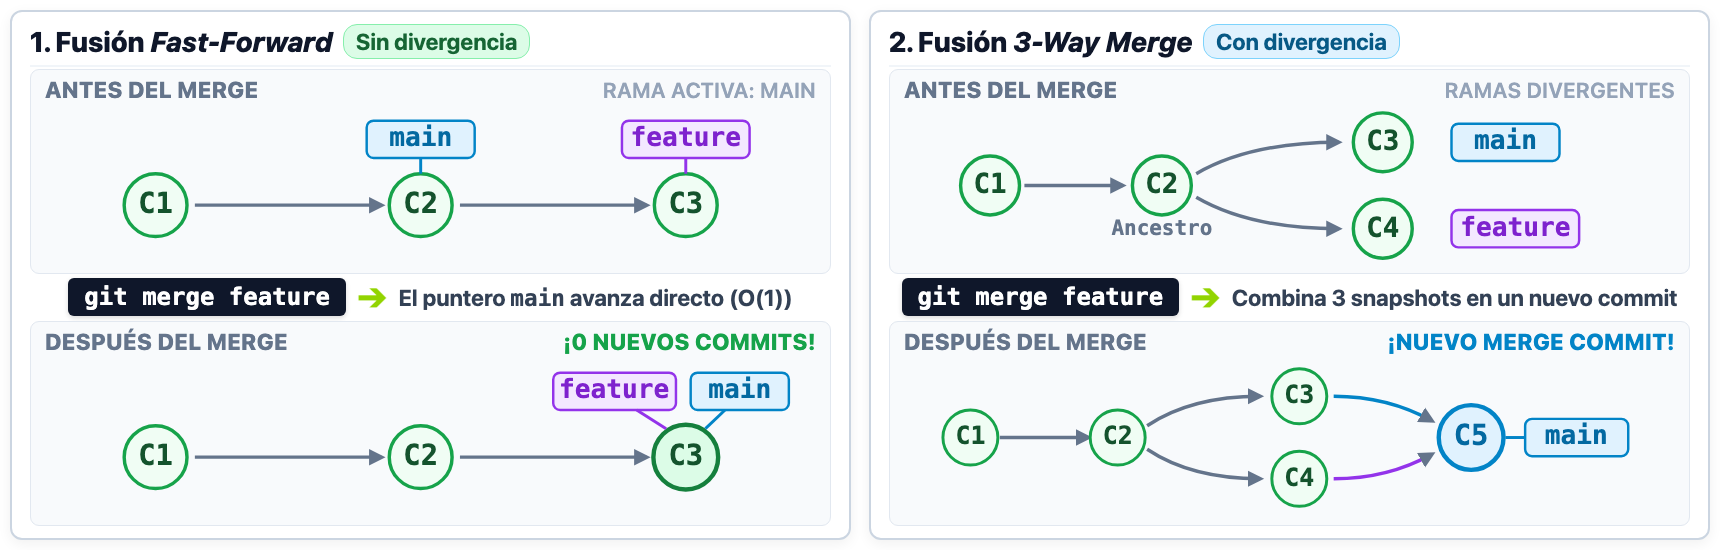 1. Fusión Fast-Forward Sin divergencia
ANTES DEL MERGE RAMA ACTIVA: MAIN
main feature
C1 C2 C3
git merge feature ➔ El puntero main avanza directo (O(1))
DESPUÉS DEL MERGE ¡0 NUEVOS COMMITS!
feature main
C1 C2 C3
2. Fusión 3-Way Merge Con divergencia
ANTES DEL MERGE RAMAS DIVERGENTES
C3 main
C1 C2
Ancestro
C4 feature
git merge feature ➔ Combina 3 snapshots en un nuevo commit
DESPUÉS DEL MERGE ¡NUEVO MERGE COMMIT!
C3
C1 C2 C5 main
C4